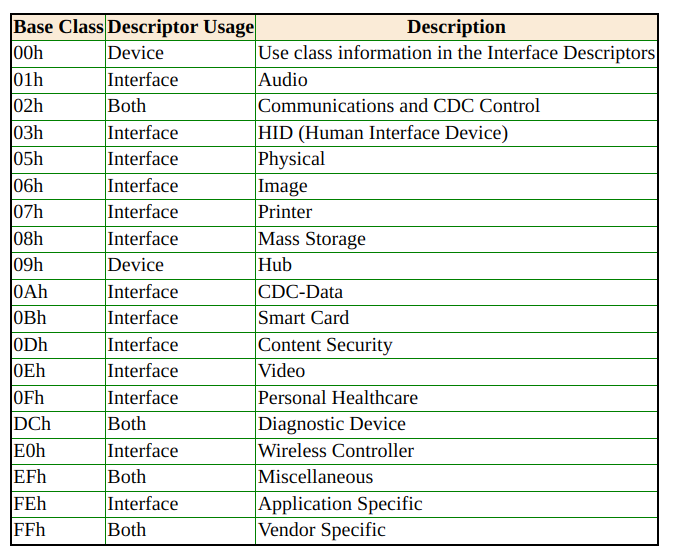 Base Class Descriptor Usage Description
00h Device Use class information in the Interface Descriptors
01h Interface Audio
02h Both Communications and CDC Control
03h Interface HID (Human Interface Device)
05h Interface Physical
06h Interface Image
07h Interface Printer
08h Interface Mass Storage
09h Device Hub
0Ah Interface CDC-Data
0Bh Interface Smart Card
0Dh Interface Content Security
0Eh Interface Video
0Fh Interface Personal Healthcare
DCh Both Diagnostic Device
E0h Interface Wireless Controller
EFh Both Miscellaneous
FEh Interface Application Specific
FFh Both Vendor Specific